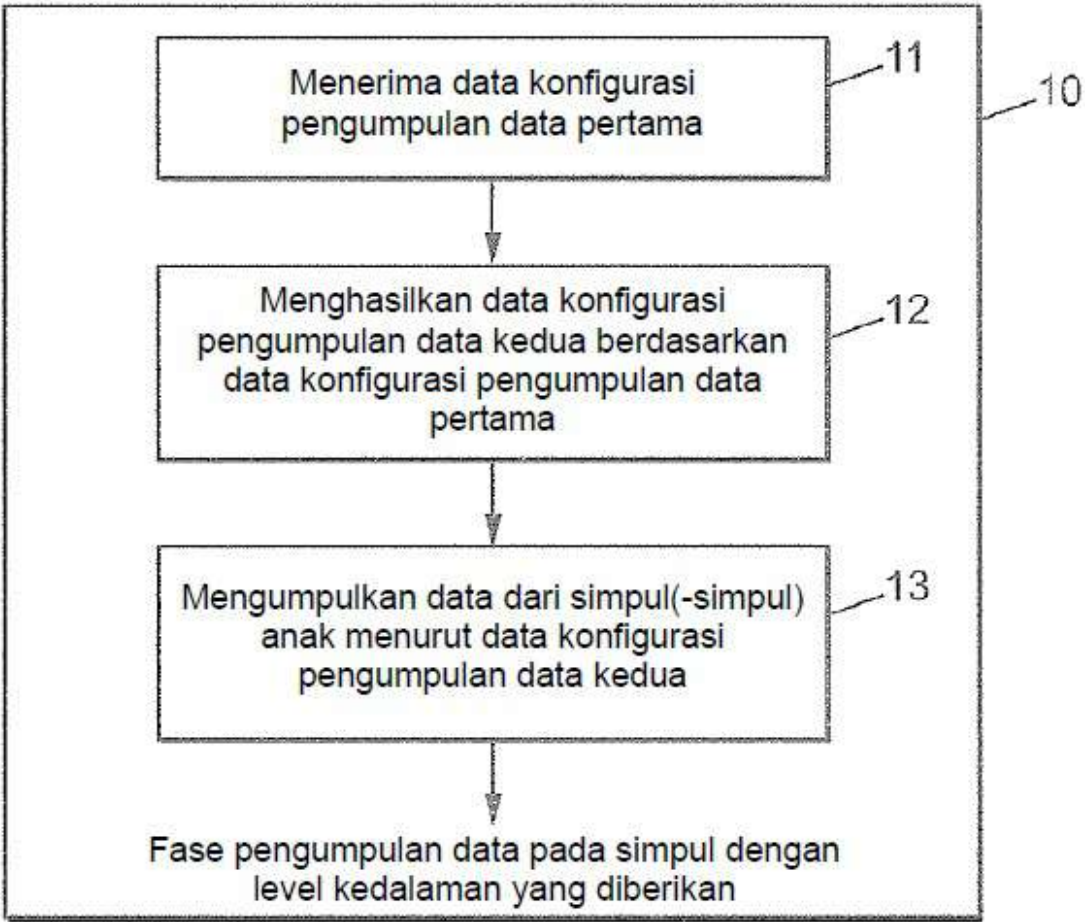 Menerima data konfigurasi
pengumpulan data pertama
11
10
Menghasilkan data konfigurasi
pengumpulan data kedua berdasarkan
data konfigurasi pengumpulan data
pertama
12
Mengumpulkan data dari simpul(-simpul)
anak menurut data konfigurasi
pengumpulan data kedua
13
Fase pengumpulan data pada simpul dengan
level kedalaman yang diberikan